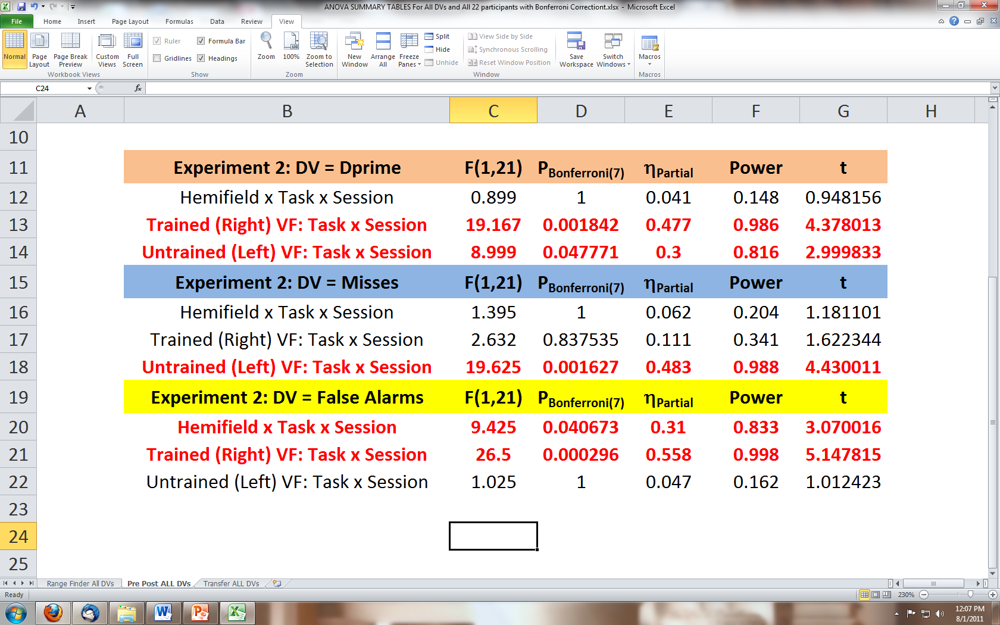 ANOVA SUMMARY TABLES For All DVs and All 22 participants with Bonferroni Correctiont.xlsx - Microsoft Excel
File Home Insert Page Layout Formulas Data Review View
Normal Page Layout Page Break Preview Custom Views Full Screen
Workbook Views
Ruler Formula Bar
Gridlines Headings
Show
Zoom 100% Zoom to Selection
Zoom
New Window Arrange All Freeze Panes
Split
Hide
Unhide
View Side by Side
Synchronous Scrolling
Reset Window Position
Window
Save Workspace Switch Windows
Macros
Macros
C24 fx
A B C D E F G H
10
11 Experiment 2: DV = Dprime F(1,21) PBonferroni(7) ηPartial Power t
12 Hemifield x Task x Session 0.899 1 0.041 0.148 0.948156
13 Trained (Right) VF: Task x Session 19.167 0.001842 0.477 0.986 4.378013
14 Untrained (Left) VF: Task x Session 8.999 0.047771 0.3 0.816 2.999833
15 Experiment 2: DV = Misses F(1,21) PBonferroni(7) ηPartial Power t
16 Hemifield x Task x Session 1.395 1 0.062 0.204 1.181101
17 Trained (Right) VF: Task x Session 2.632 0.837535 0.111 0.341 1.622344
18 Untrained (Left) VF: Task x Session 19.625 0.001627 0.483 0.988 4.430011
19 Experiment 2: DV = False Alarms F(1,21) PBonferroni(7) ηPartial Power t
20 Hemifield x Task x Session 9.425 0.040673 0.31 0.833 3.070016
21 Trained (Right) VF: Task x Session 26.5 0.000296 0.558 0.998 5.147815
22 Untrained (Left) VF: Task x Session 1.025 1 0.047 0.162 1.012423
23
24
25
Range Finder All DVs Pre Post ALL DVs Transfer ALL DVs
Ready 230%
12:07 PM
8/1/2011